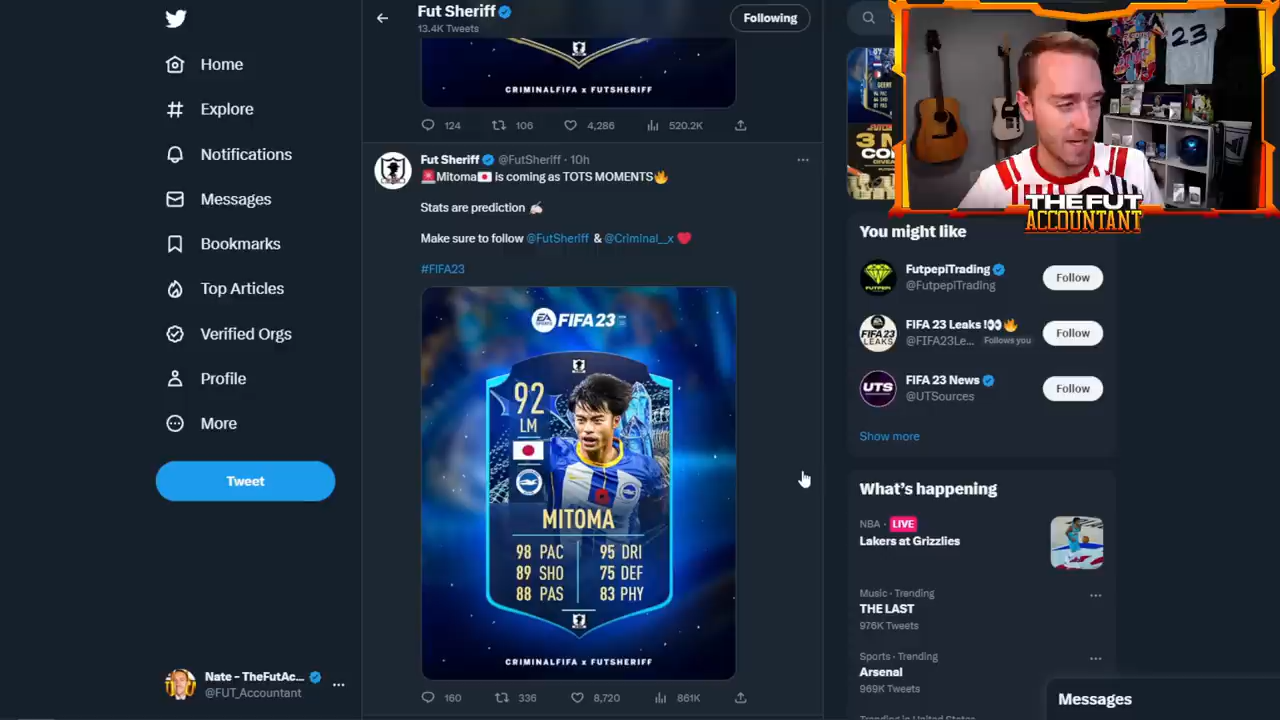 Fut Sheriff
13.4K Tweets
Following
CRIMINALFIFA x FUTSHERIFF
124
106
4,286
520.2K
Home
Explore
Notifications
Messages
Bookmarks
Top Articles
Verified Orgs
Profile
More
Tweet
Nate - TheFutAc...
@FUT_Accountant
Fut Sheriff @FutSheriff · 10h
🚨Mitoma🇯🇵 is coming as TOTS MOMENTS🔥
Stats are prediction
Make sure to follow @FutSheriff & @Criminal__x ❤️
#FIFA23
EA SPORTS FIFA 23
92
LM
MITOMA
98 PAC 95 DRI
89 SHO 75 DEF
88 PAS 83 PHY
CRIMINALFIFA x FUTSHERIFF
160
336
8,720
861K
23
THE FUT
ACCOUNTANT
You might like
FutpepiTrading
@FutpepiTrading
Follow
FIFA 23 Leaks !👀🔥
@FIFA23Le... Follows you
Follow
FIFA 23 News
@UTSources
Follow
UTS
Show more
What's happening
NBA · LIVE
Lakers at Grizzlies
Music · Trending
THE LAST
976K Tweets
Sports · Trending
Arsenal
969K Tweets
Messages